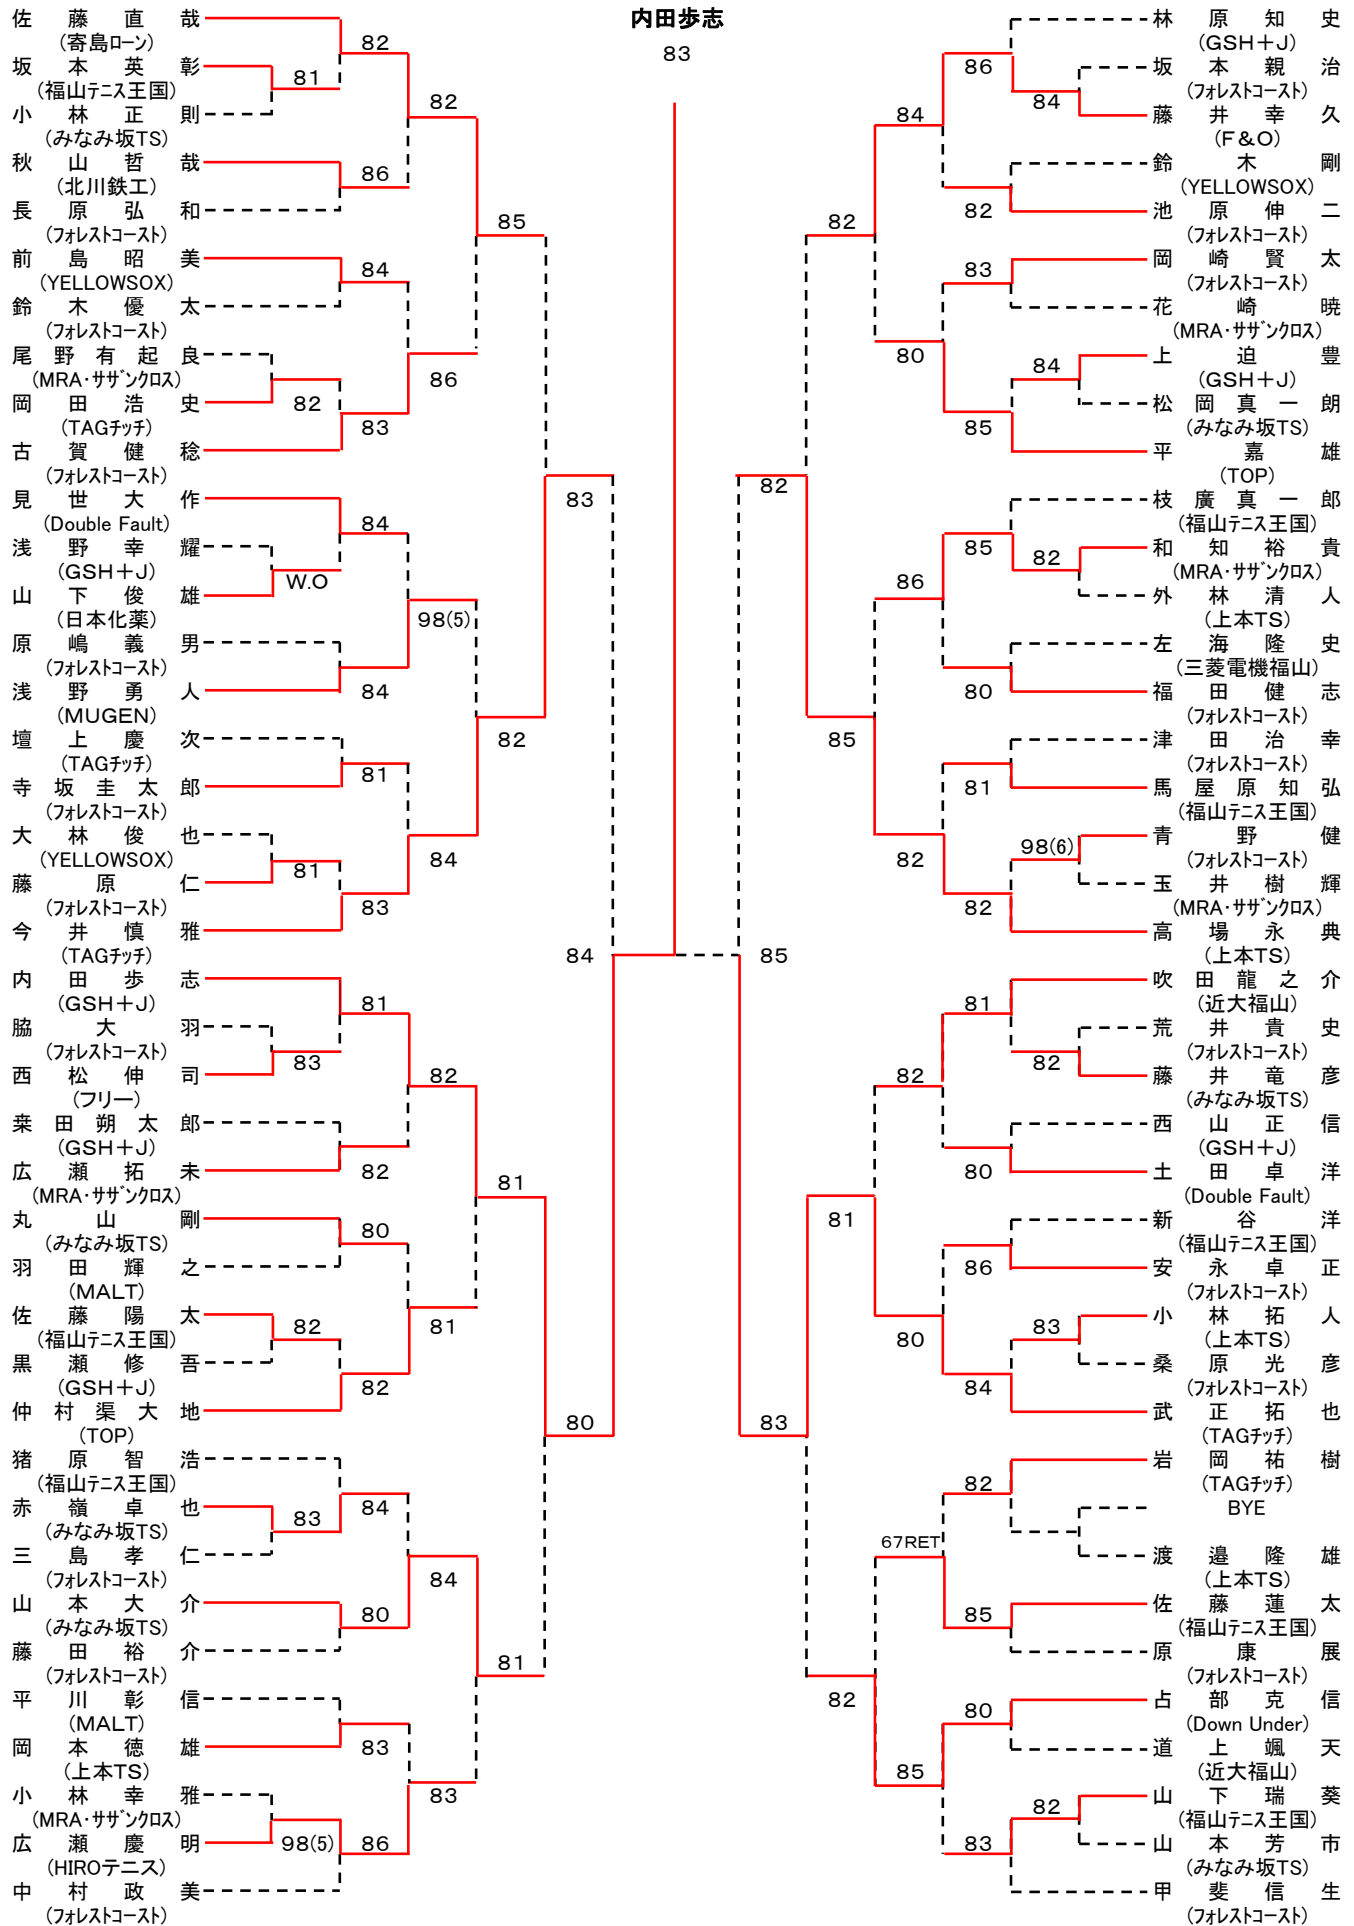 内田歩志
83
佐藤直哉
(寄島ローン)
82
坂本英彰
81
(福山テニス王国)
小林正則
82
(みなみ坂TS)
秋山哲哉
(北川鉄工)
86
長原弘和
85
(フォレストコースト)
前島昭美
84
(YELLOWSOX)
鈴木優太
(フォレストコースト)
尾野有起良
(MRA・サザンクロス)
86
岡田浩史
82
(TAGチッチ)
83
古賀健稔
(フォレストコースト)
見世大作
83
(Double Fault)
84
浅野幸耀
(GSH+J)
W.O
山下俊雄
(日本化薬)
98(5)
原嶋義男
(フォレストコースト)
浅野勇人
84
(MUGEN)
壇上慶次
82
(TAGチッチ)
81
寺坂圭太郎
(フォレストコースト)
大林俊也
(YELLOWSOX)
84
藤原仁
81
(フォレストコースト)
83
今井慎雅
(TAGチッチ)
84
内田歩志
(GSH+J)
81
脇大羽
(フォレストコースト)
83
西松伸司
82
(フリー)
桒田朔太郎
(GSH+J)
広瀬拓未
82
(MRA・サザンクロス)
81
丸山剛
80
(みなみ坂TS)
羽田輝之
(MALT)
佐藤陽太
82
81
(福山テニス王国)
黒瀬修吾
(GSH+J)
82
仲村渠大地
80
(TOP)
猪原智浩
(福山テニス王国)
赤嶺卓也
83
84
(みなみ坂TS)
三島孝仁
84
(フォレストコースト)
山本大介
80
(みなみ坂TS)
藤田裕介
81
(フォレストコースト)
平川彰信
(MALT)
岡本徳雄
83
(上本TS)
小林幸雅
83
(MRA・サザンクロス)
広瀬慶明
98(5)
86
(HIROテニス)
中村政美
(フォレストコースト)
林原知史
(GSH+J)
86
坂本親治
(フォレストコースト)
84
藤井幸久
84
(F&O)
鈴木剛
(YELLOWSOX)
82
池原伸二
82
(フォレストコースト)
岡崎賢太
83
(フォレストコースト)
花崎暁
(MRA・サザンクロス)
上迫豊
84
80
(GSH+J)
松岡真一朗
(みなみ坂TS)
85
平嘉雄
(TOP)
82
枝廣真一郎
(福山テニス王国)
85
和知裕貴
82
(MRA・サザンクロス)
86
外林清人
(上本TS)
左海隆史
(三菱電機福山)
80
福田健志
(フォレストコースト)
85
津田治幸
(フォレストコースト)
81
馬屋原知弘
(福山テニス王国)
青野健
98(6)
(フォレストコースト)
82
玉井樹輝
(MRA・サザンクロス)
82
高場永典
(上本TS)
85
吹田龍之介
(近大福山)
81
荒井貴史
(フォレストコースト)
82
藤井竜彦
82
(みなみ坂TS)
西山正信
(GSH+J)
80
土田卓洋
(Double Fault)
81
新谷洋
(福山テニス王国)
86
安永卓正
(フォレストコースト)
小林拓人
83
80
(上本TS)
桑原光彦
(フォレストコースト)
84
武正拓也
83
(TAGチッチ)
岩岡祐樹
82
(TAGチッチ)
BYE
67RET
渡邉隆雄
(上本TS)
佐藤蓮太
85
(福山テニス王国)
原康展
(フォレストコースト)
82
占部克信
80
(Down Under)
道上颯天
(近大福山)
85
山下瑞葵
82
(福山テニス王国)
山本芳市
83
(みなみ坂TS)
甲斐信生
(フォレストコースト)